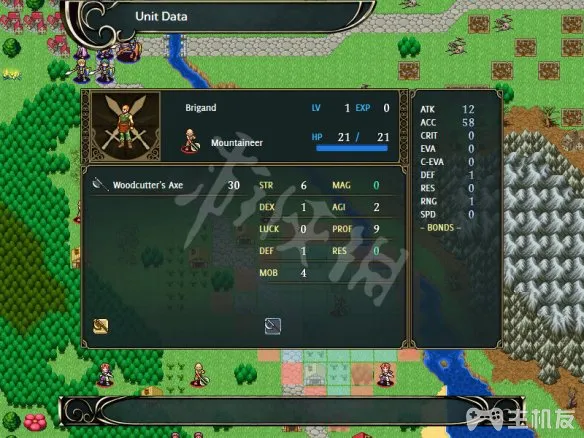 Unit Data
Brigand LV 1 EXP 0
Mountaineer HP 21 / 21
Woodcutter's Axe 30
STR 6 MAG 0
DEX 1 AGI 2
LUCK 0 PROF 9
DEF 1 RES 0
MOB 4
ATK 12
ACC 58
CRIT 0
EVA 0
C-EVA 0
DEF 1
RES 0
RNG 1
SPD 0
~ BONDS ~
主机友